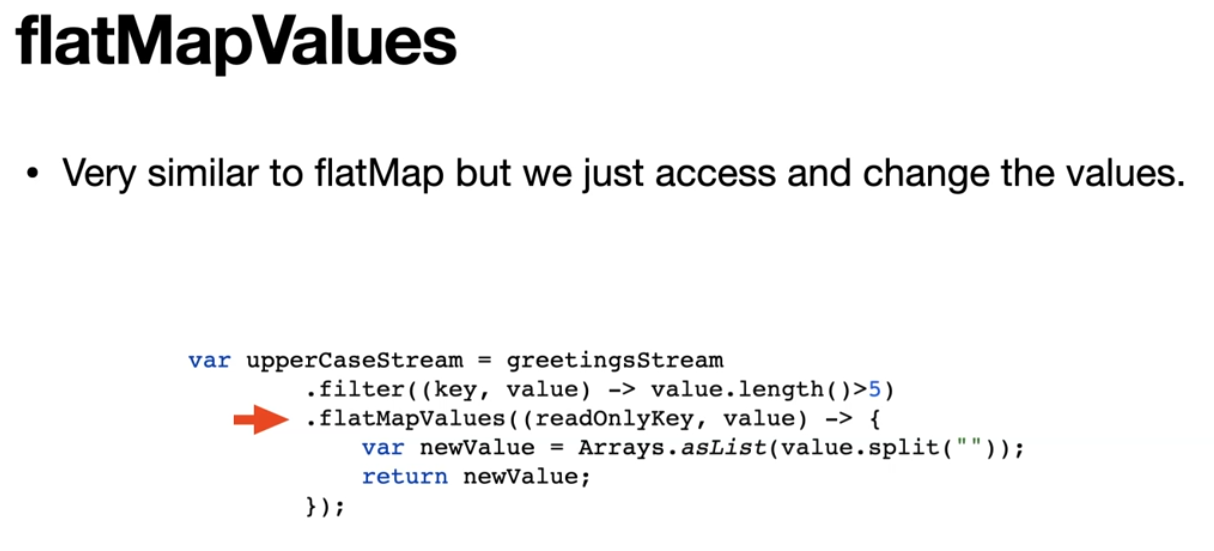 flatMapValues
• Very similar to flatMap but we just access and change the values.
var upperCaseStream = greetingsStream
.filter((key, value) -> value.length()>5)
.flatMapValues((readOnlyKey, value) -> {
var newValue = Arrays.asList(value.split(""));
return newValue;
});